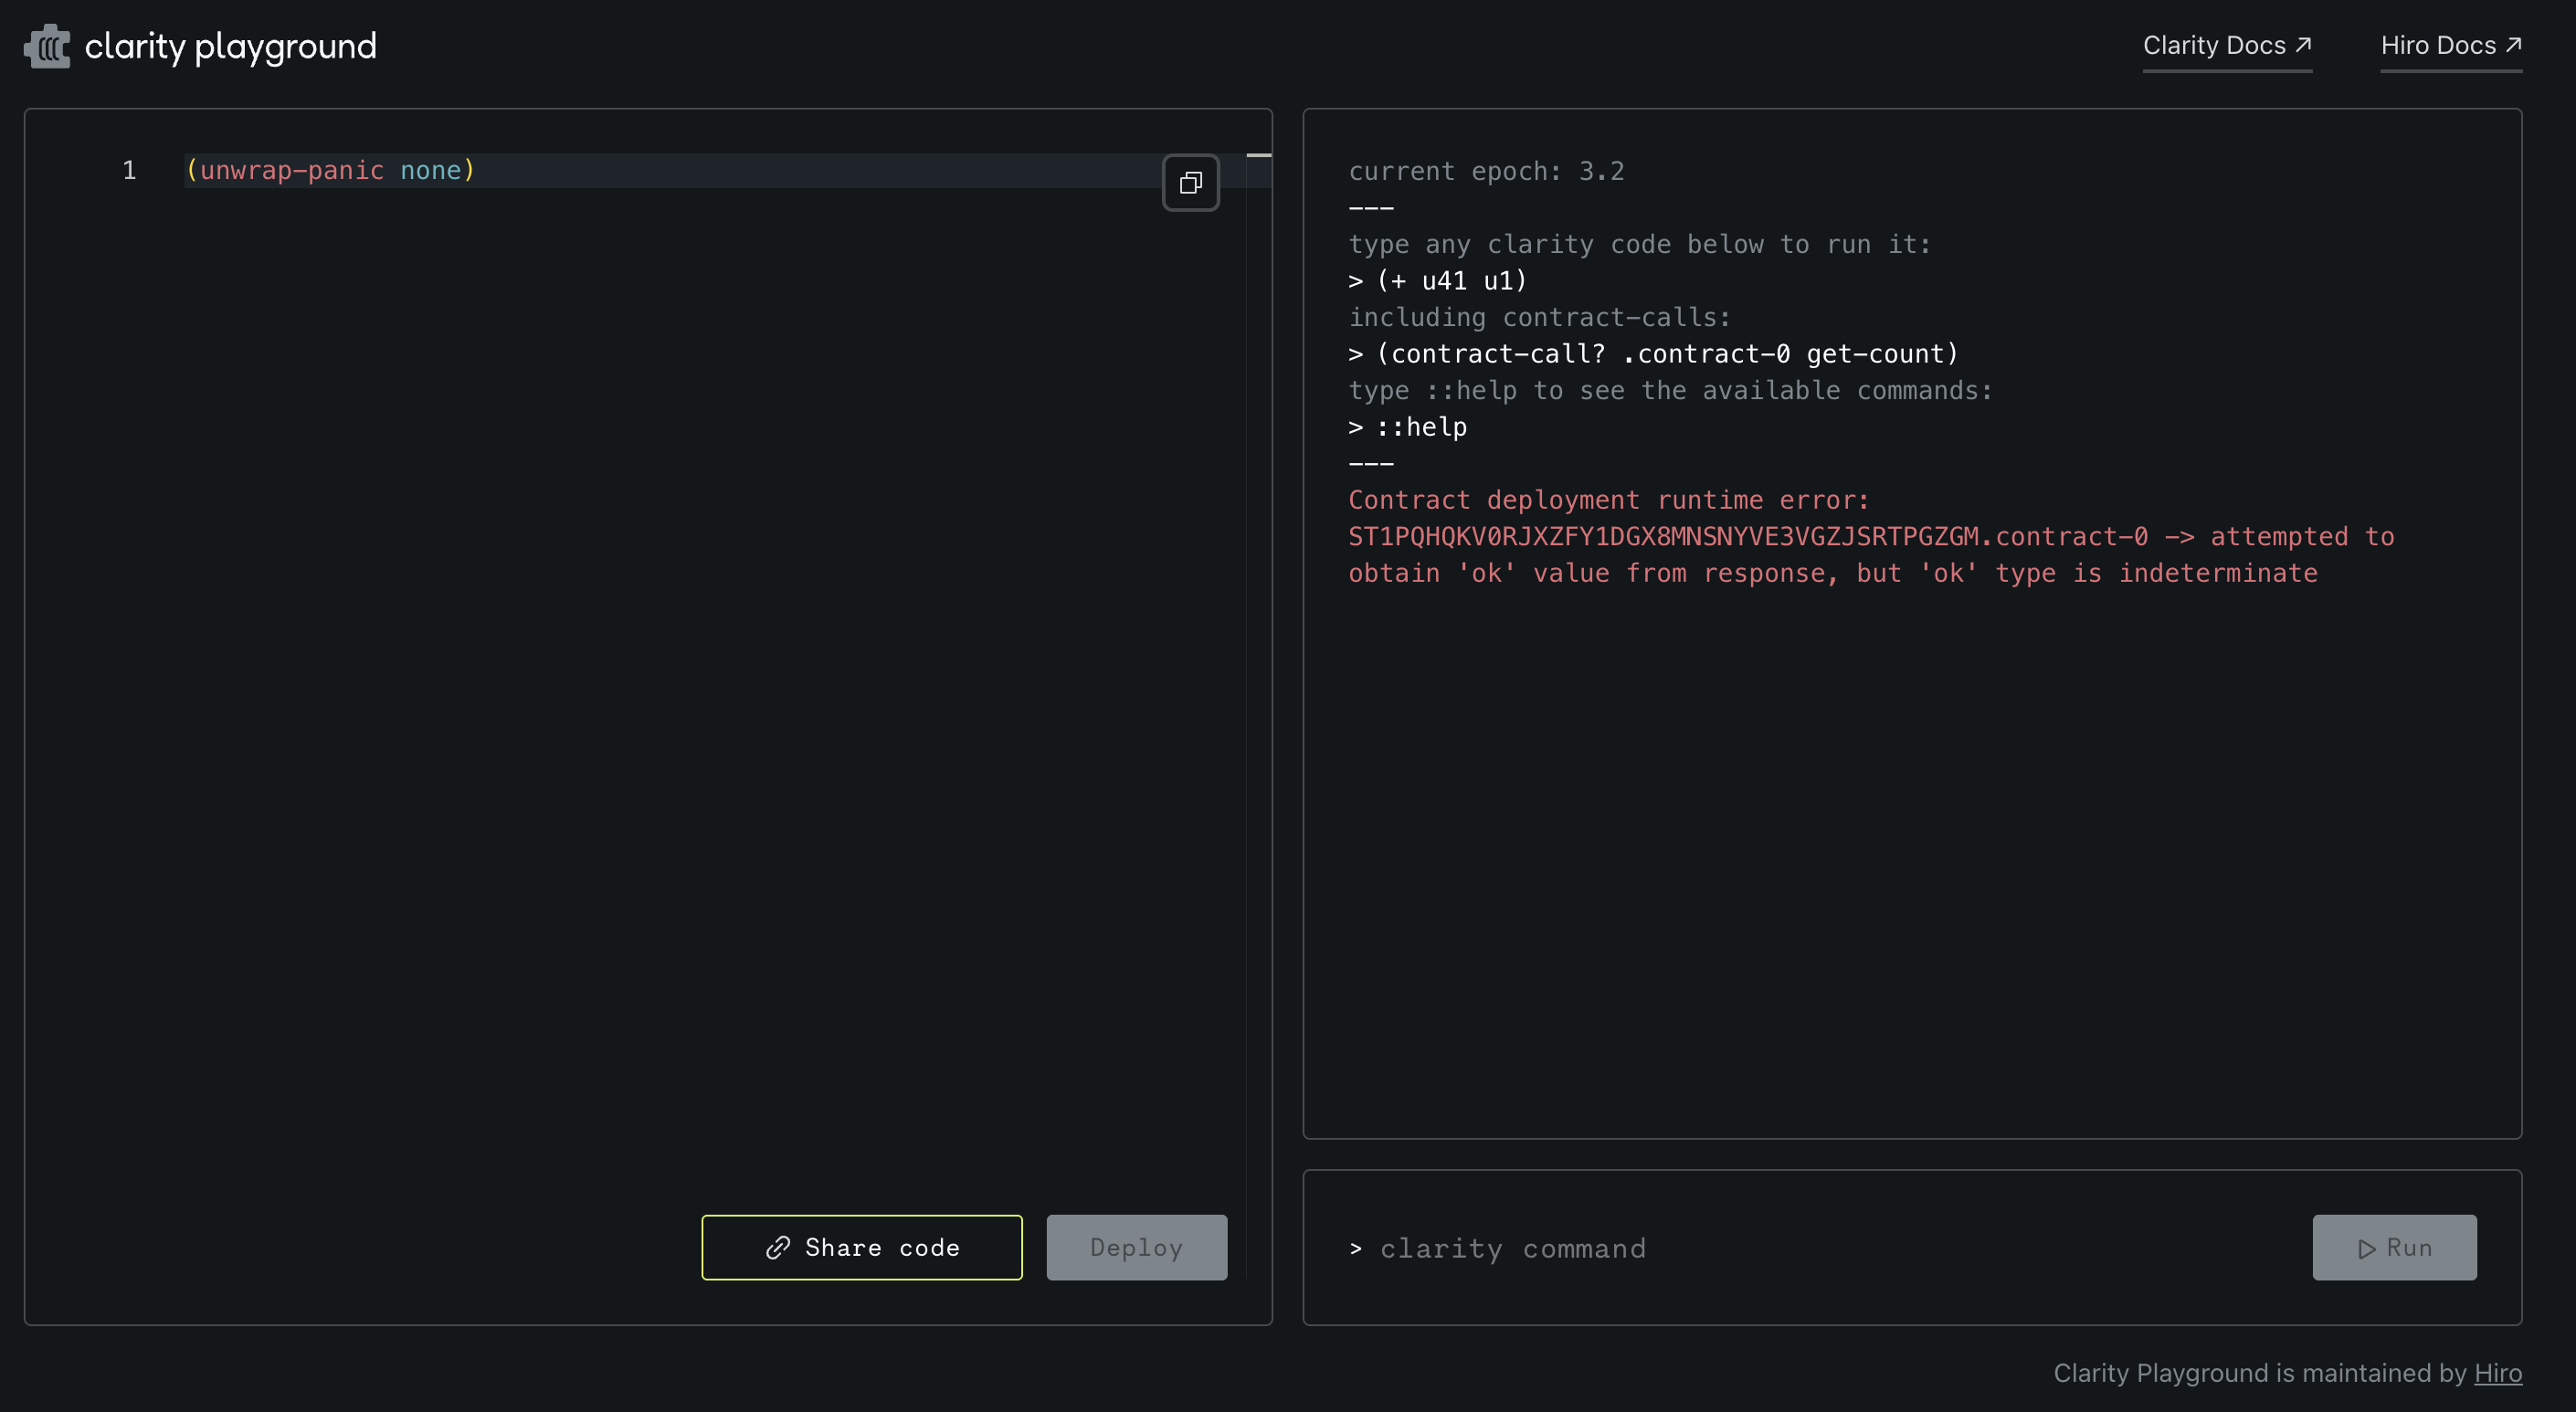 clarity playground
Clarity Docs ↗
Hiro Docs ↗
1 (unwrap-panic none)
Share code
Deploy
current epoch: 3.2
---
type any clarity code below to run it:
> (+ u41 u1)
including contract-calls:
> (contract-call? .contract-0 get-count)
type ::help to see the available commands:
> ::help
---
Contract deployment runtime error:
ST1PQHQKV0RJXZFY1DGX8MNSNYVE3VGZJSRTPGZGM.contract-0 -> attempted to
obtain 'ok' value from response, but 'ok' type is indeterminate
> clarity command
Run
Clarity Playground is maintained by Hiro